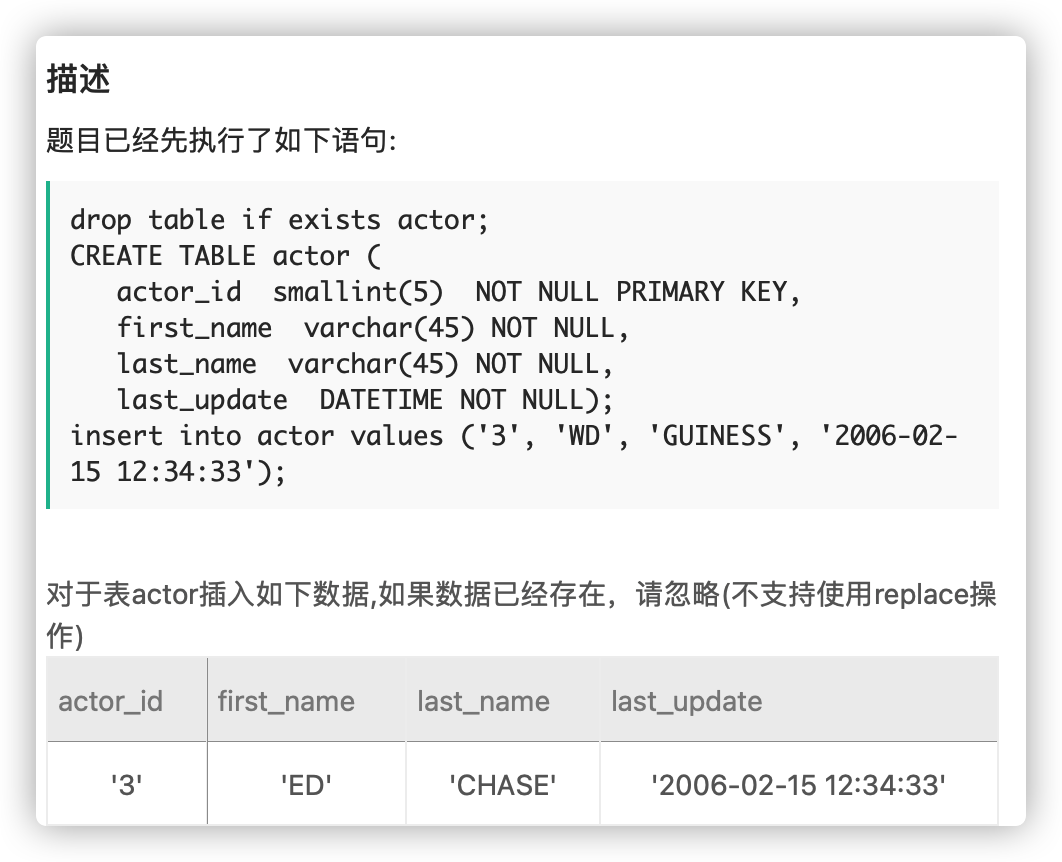 描述
题目已经先执行了如下语句:
drop table if exists actor;
CREATE TABLE actor (
   actor_id  smallint(5)  NOT NULL PRIMARY KEY,
   first_name  varchar(45) NOT NULL,
   last_name  varchar(45) NOT NULL,
   last_update  DATETIME NOT NULL);
insert into actor values ('3', 'WD', 'GUINESS', '2006-02-
15 12:34:33');
对于表actor插入如下数据,如果数据已经存在，请忽略(不支持使用replace操
作)
actor_id first_name last_name last_update
'3' 'ED' 'CHASE' '2006-02-15 12:34:33'